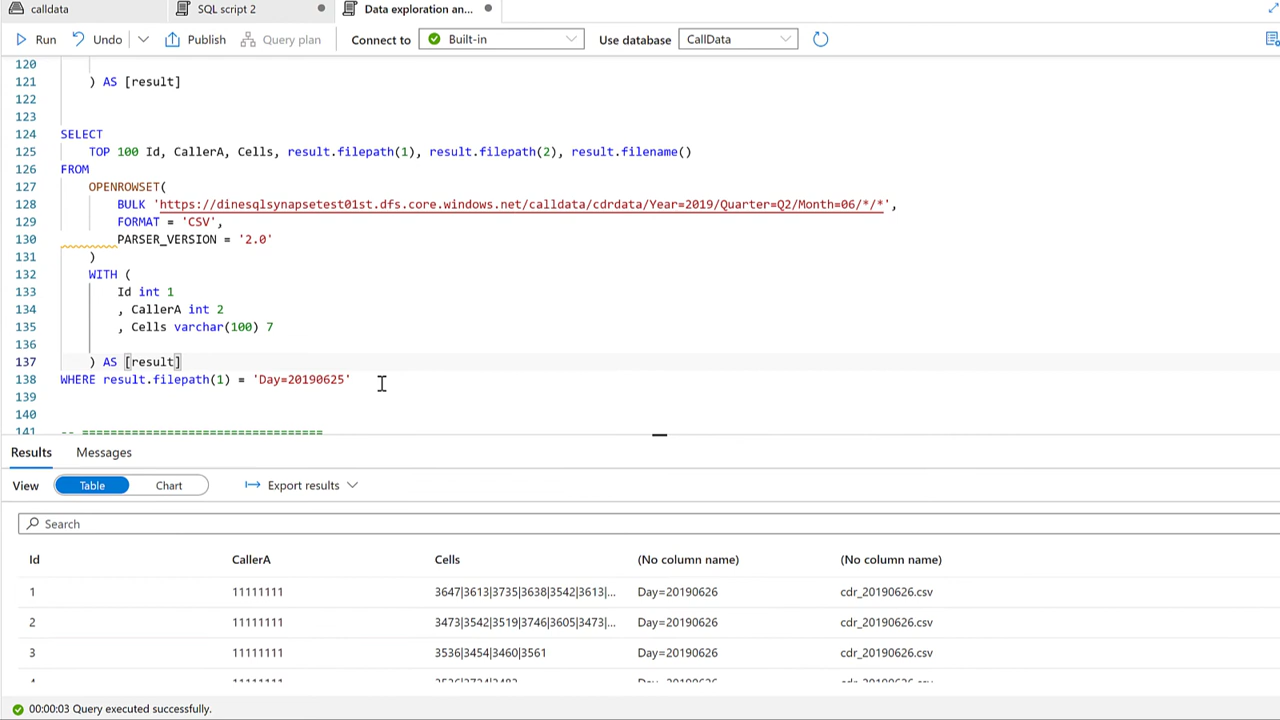 calldata SQL script 2 Data exploration an...
Run Undo Publish Query plan Connect to Built-in Use database CallData
120
121 ) AS [result]
122
123
124 SELECT
125 TOP 100 Id, CallerA, Cells, result.filepath(1), result.filepath(2), result.filename()
126 FROM
127 OPENROWSET(
128 BULK 'https://dinesqlsynapsetest01st.dfs.core.windows.net/calldata/cdrdata/Year=2019/Quarter=Q2/Month=06/*/*',
129 FORMAT = 'CSV',
130 PARSER_VERSION = '2.0'
131 )
132 WITH (
133 Id int 1
134 , CallerA int 2
135 , Cells varchar(100) 7
136
137 ) AS [result]
138 WHERE result.filepath(1) = 'Day=20190625'
139
140
141 -- ==================================
Results Messages
View Table Chart Export results
Search
Id CallerA Cells (No column name) (No column name)
1 11111111 3647|3613|3735|3638|3542|3613|... Day=20190626 cdr_20190626.csv
2 11111111 3473|3542|3519|3746|3605|3473|... Day=20190626 cdr_20190626.csv
3 11111111 3536|3454|3460|3561 Day=20190626 cdr_20190626.csv
4 11111111 Day=20190626 cdr_20190626.csv
00:00:03 Query executed successfully.